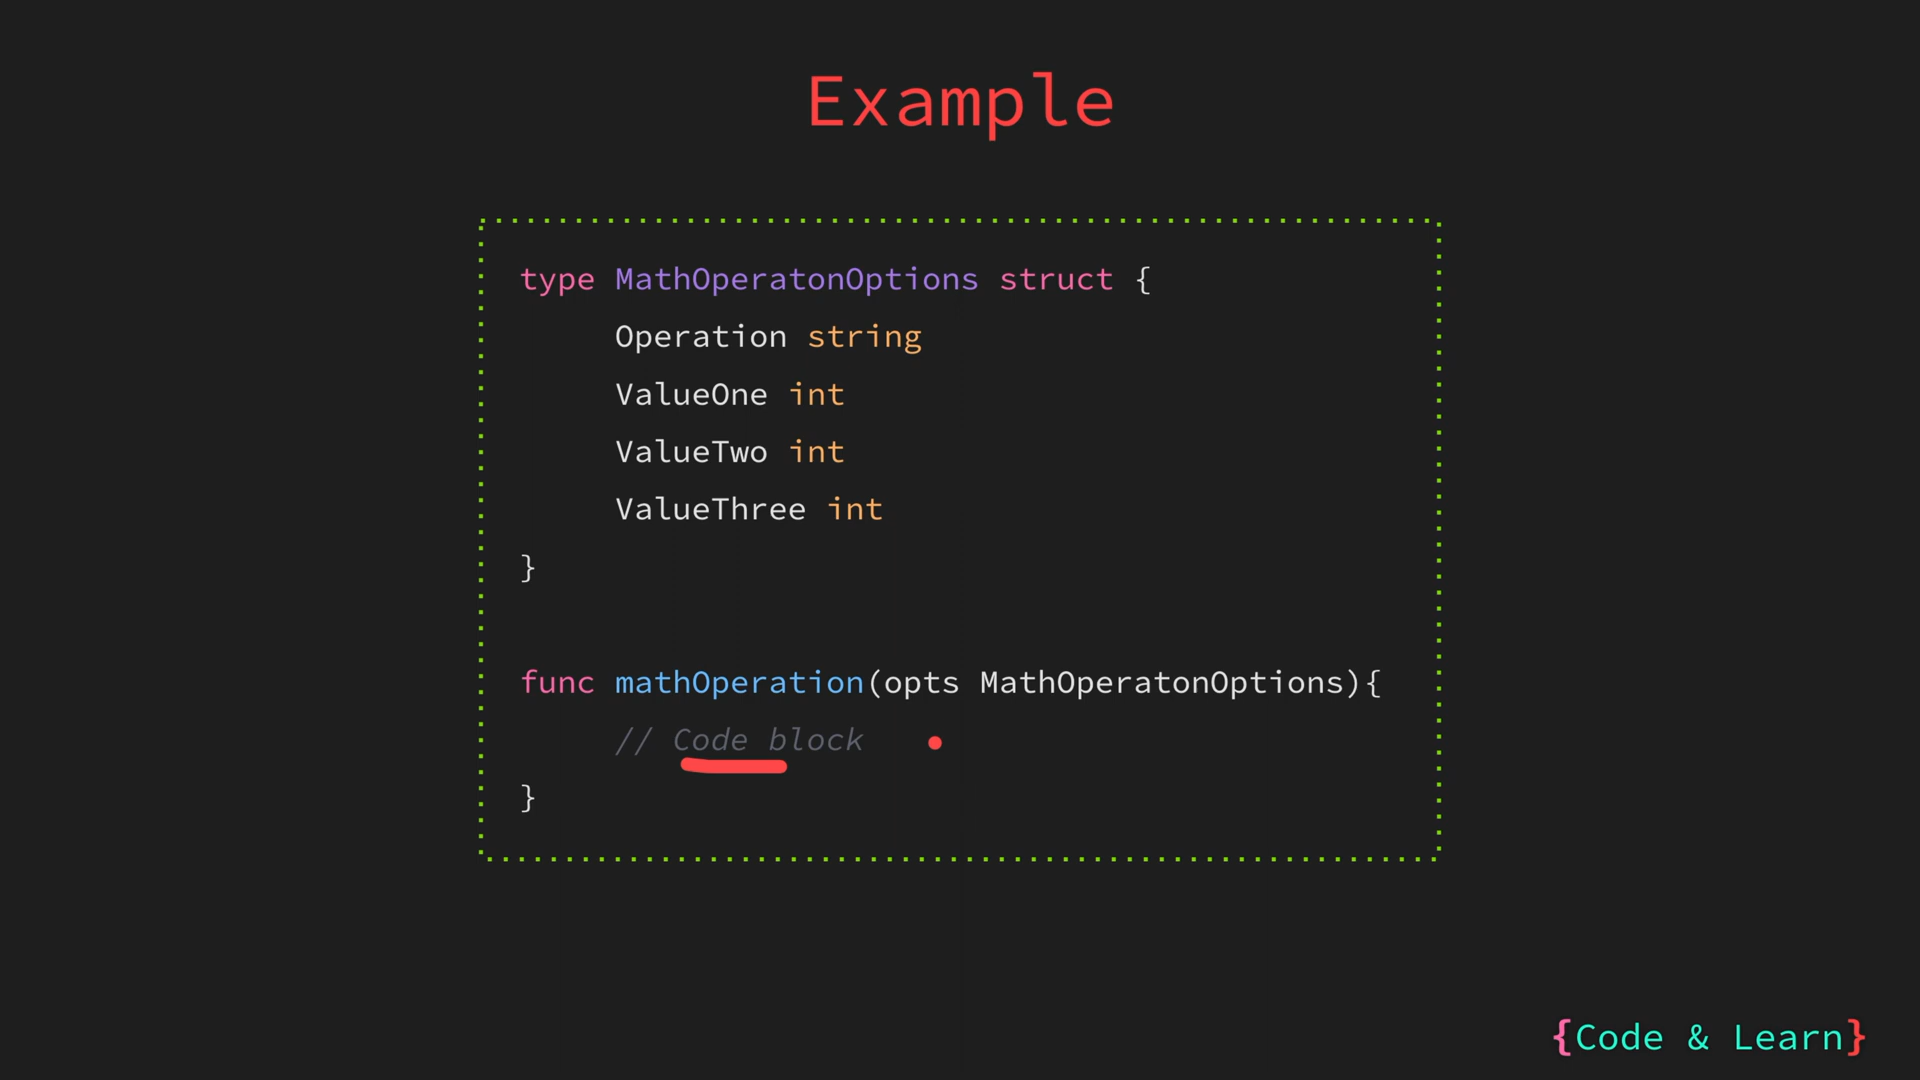 Example
type MathOperatonOptions struct {
Operation string
ValueOne int
ValueTwo int
ValueThree int
}
func mathOperation(opts MathOperatonOptions){
// Code block
}
{Code & Learn}